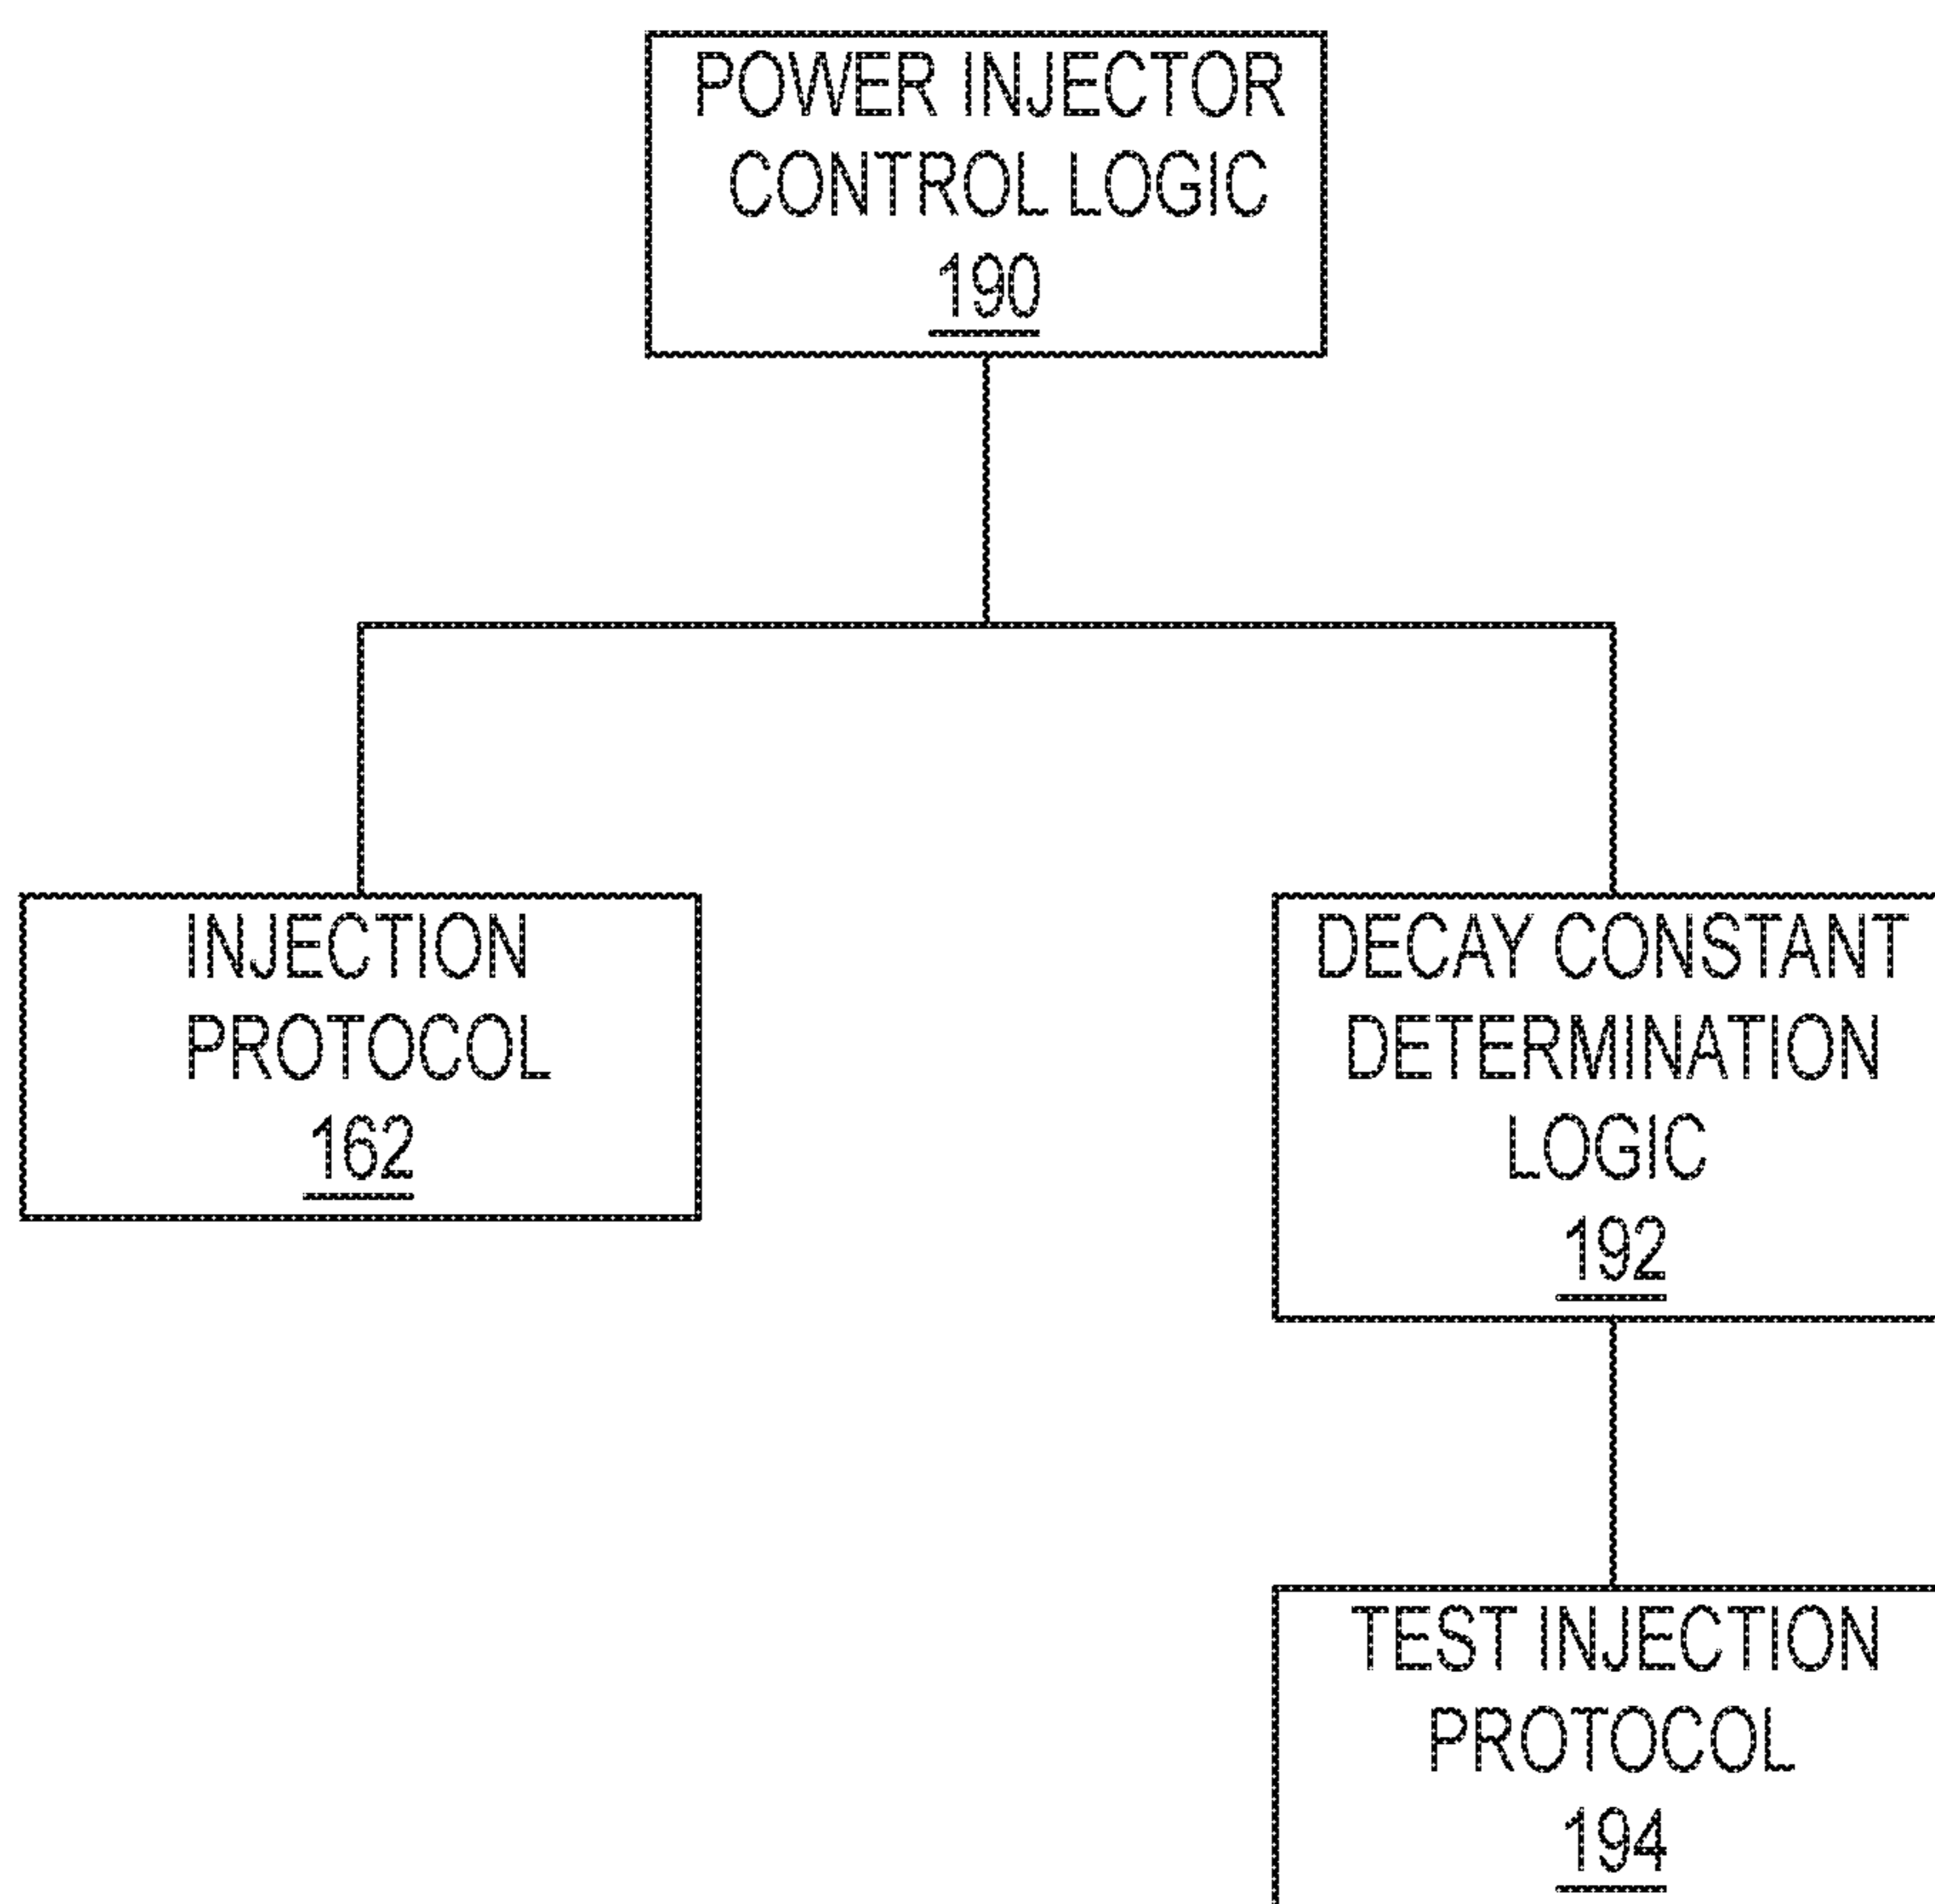 POWER INJECTOR
CONTROL LOGIC
190
INJECTION
PROTOCOL
162
DECAY CONSTANT
DETERMINATION
LOGIC
192
TEST INJECTION
PROTOCOL
194